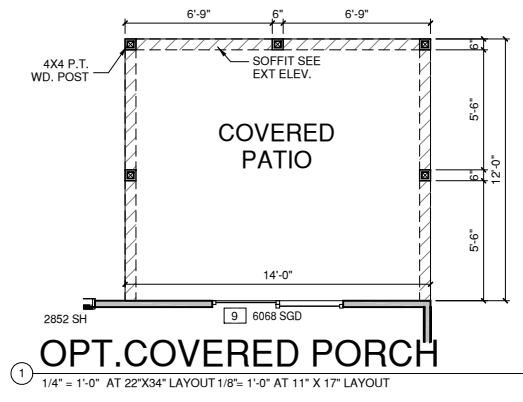 6'-9" 6" 6'-9"
4X4 P.T.
WD. POST
SOFFIT SEE
EXT ELEV.
6"
5'-6"
COVERED
PATIO
6"
12'-0"
5'-6"
14'-0"
2852 SH
9 6068 SGD
OPT.COVERED PORCH
1
1/4" = 1'-0" AT 22"X34" LAYOUT 1/8"= 1'-0" AT 11" X 17" LAYOUT